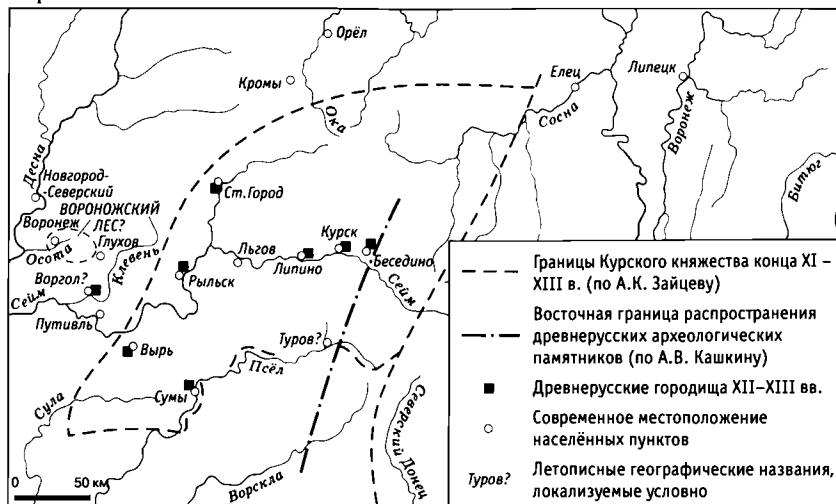 Орёл
Кромы
Ока
Елец
Липецк
Сосна
Воронеж
Битюг
Десна
Новгород-
-Северский
ВОРОНОЖСКИЙ
ЛЕС?
Воронеж
Глухов
Осота
Клевень
Воргол?
Сейм
Путивль
Ст. Город
Рыльск
Льгов
Липино
Курск
Беседино
Сейм
Вырь
Туров?
Псёл
Сумы
Сула
Ворскла
Северский Донец
50 км
0
Границы Курского княжества конца XI –
XIII в. (по А.К. Зайцеву)
Восточная граница распространения
древнерусских археологических
памятников (по А.В. Кашкину)
Древнерусские городища XII–XIII вв.
Современное местоположение
населённых пунктов
Туров?
Летописные географические названия,
локализуемые условно